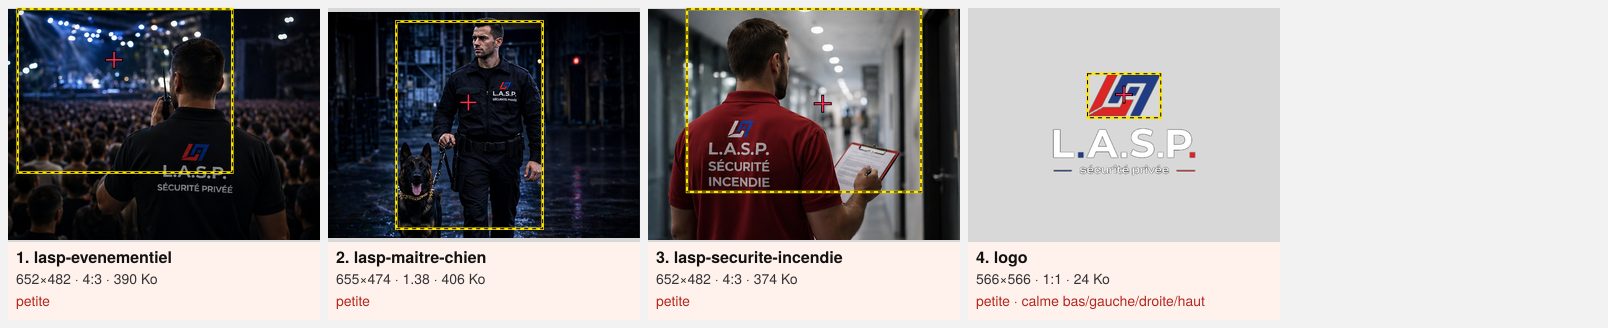 L.A.S.P.
SÉCURITÉ PRIVÉE
L.A.S.P.
SÉCURITÉ PRIVÉE
L.A.S.P.
SÉCURITÉ
INCENDIE
L.A.S.P.
sécurité privée
1. lasp-evenementiel
652×482 · 4:3 · 390 Ko
petite
2. lasp-maitre-chien
655×474 · 1.38 · 406 Ko
petite
3. lasp-securite-incendie
652×482 · 4:3 · 374 Ko
petite
4. logo
566×566 · 1:1 · 24 Ko
petite · calme bas/gauche/droite/haut